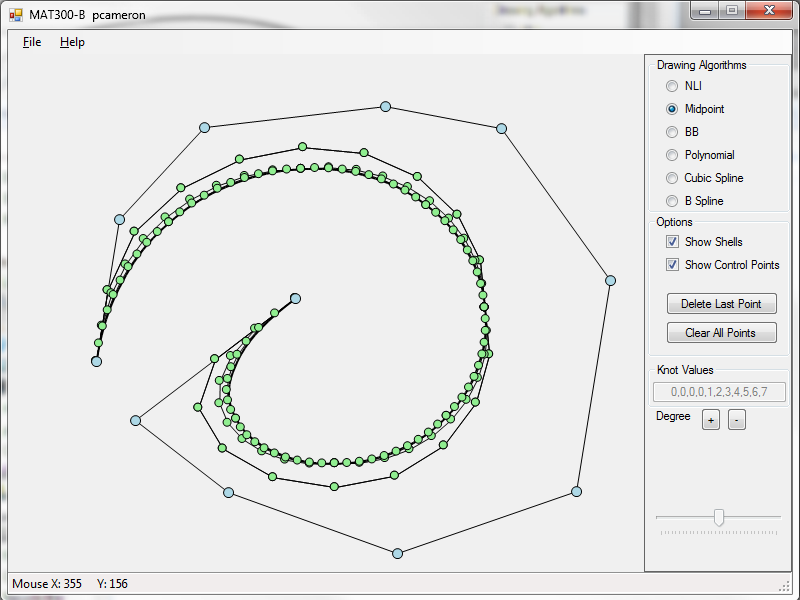 MAT300-B pcameron
File Help
Drawing Algorithms
NLI
Midpoint
BB
Polynomial
Cubic Spline
B Spline
Options
Show Shells
Show Control Points
Delete Last Point
Clear All Points
Knot Values
0,0,0,0,1,2,3,4,5,6,7
Degree + -
Mouse X: 355 Y: 156